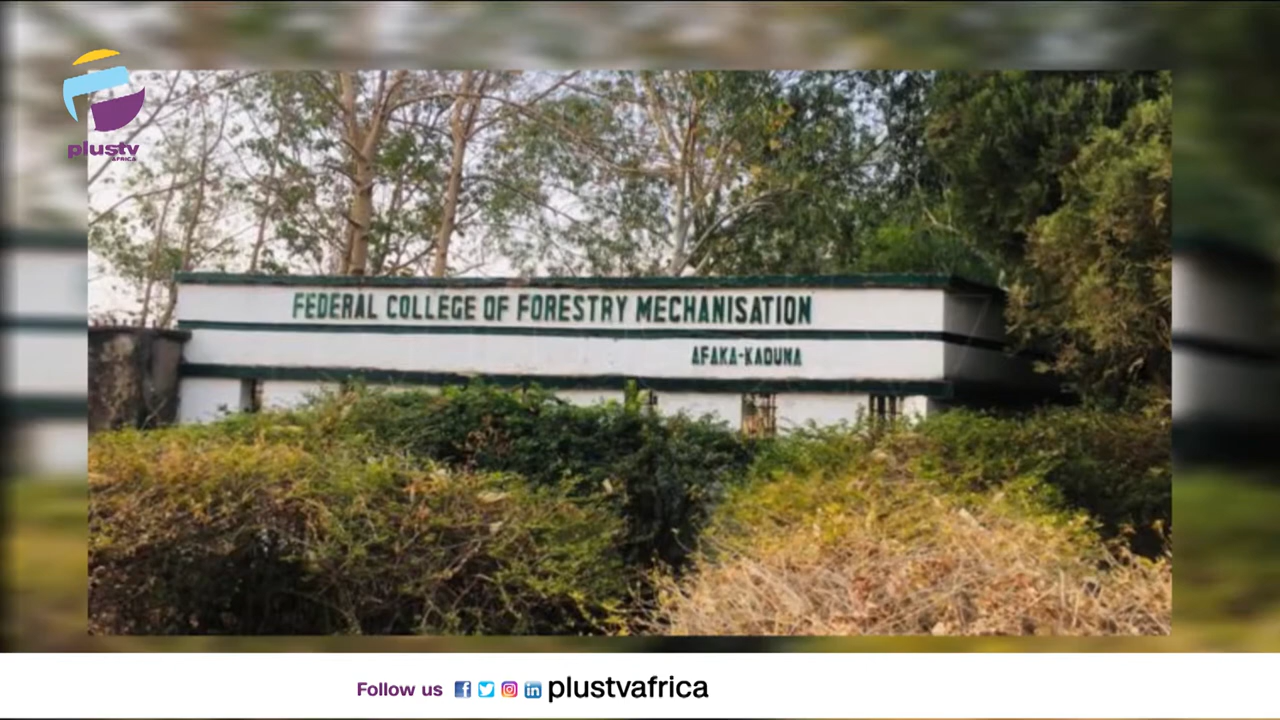 plustv
AFRICA
FEDERAL COLLEGE OF FORESTRY MECHANISATION
AFAKA-KADUNA
Follow us plustvafrica